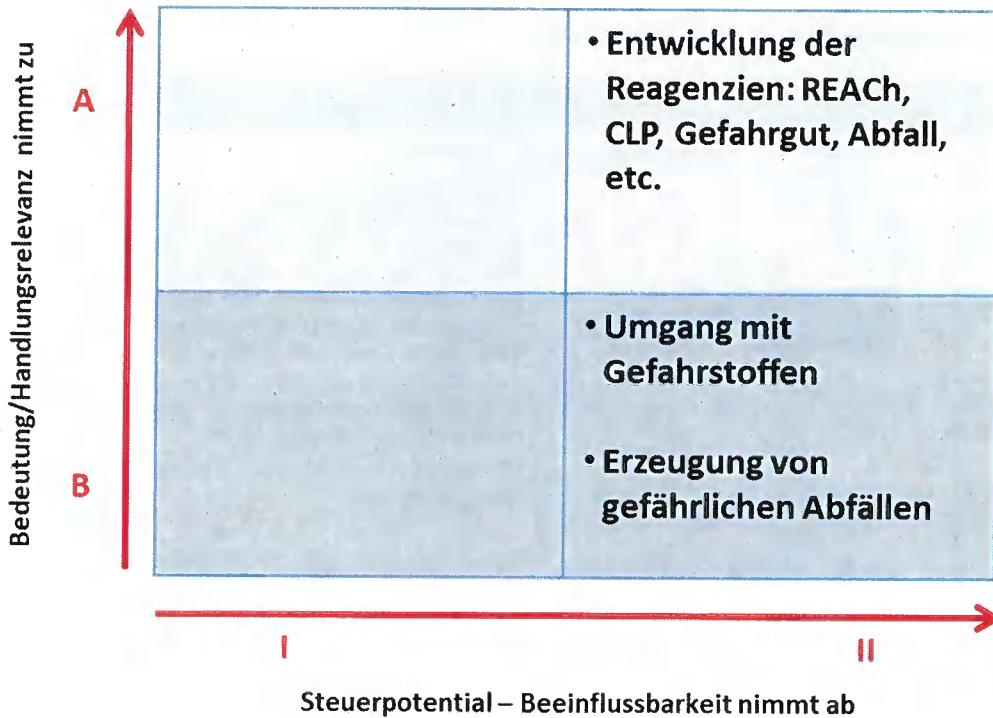 Bedeutung/Handlungsrelevanz nimmt zu
A
• Entwicklung der
Reagenzien: REACh,
CLP, Gefahrgut, Abfall,
etc.
B
• Umgang mit
Gefahrstoffen
• Erzeugung von
gefährlichen Abfällen
I
II
Steuerpotential – Beeinflussbarkeit nimmt ab